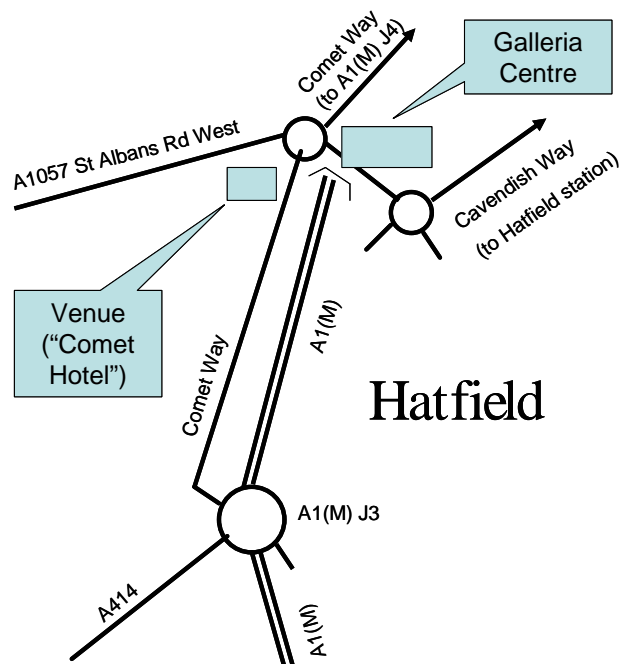 Comet Way
(to A1(M) J4)
Galleria
Centre
A1057 St Albans Rd West
Cavendish Way
(to Hatfield station)
Venue
(“Comet
Hotel”)
Comet Way
A1(M)
Hatfield
A1(M) J3
A414
A1(M)